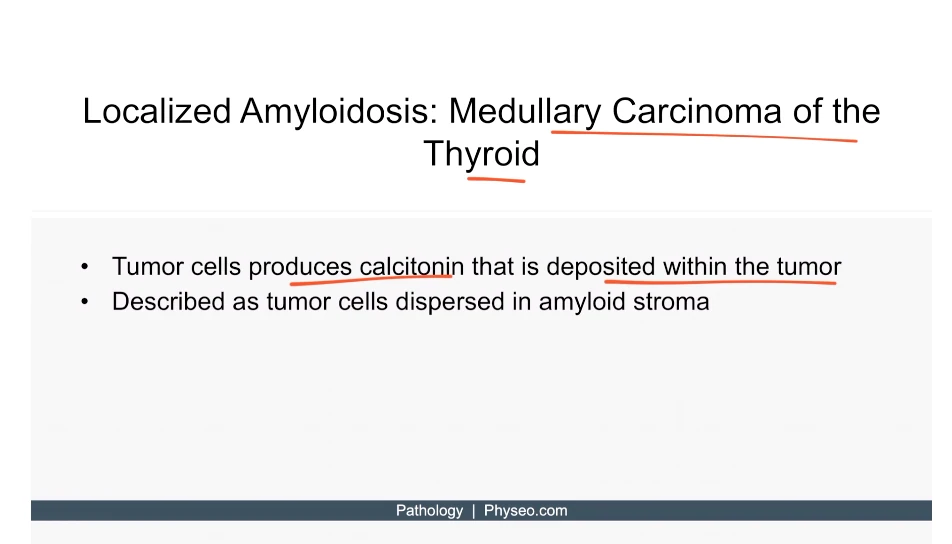 Localized Amyloidosis: Medullary Carcinoma of the
Thyroid
• Tumor cells produces calcitonin that is deposited within the tumor
• Described as tumor cells dispersed in amyloid stroma
Pathology | Physeo.com